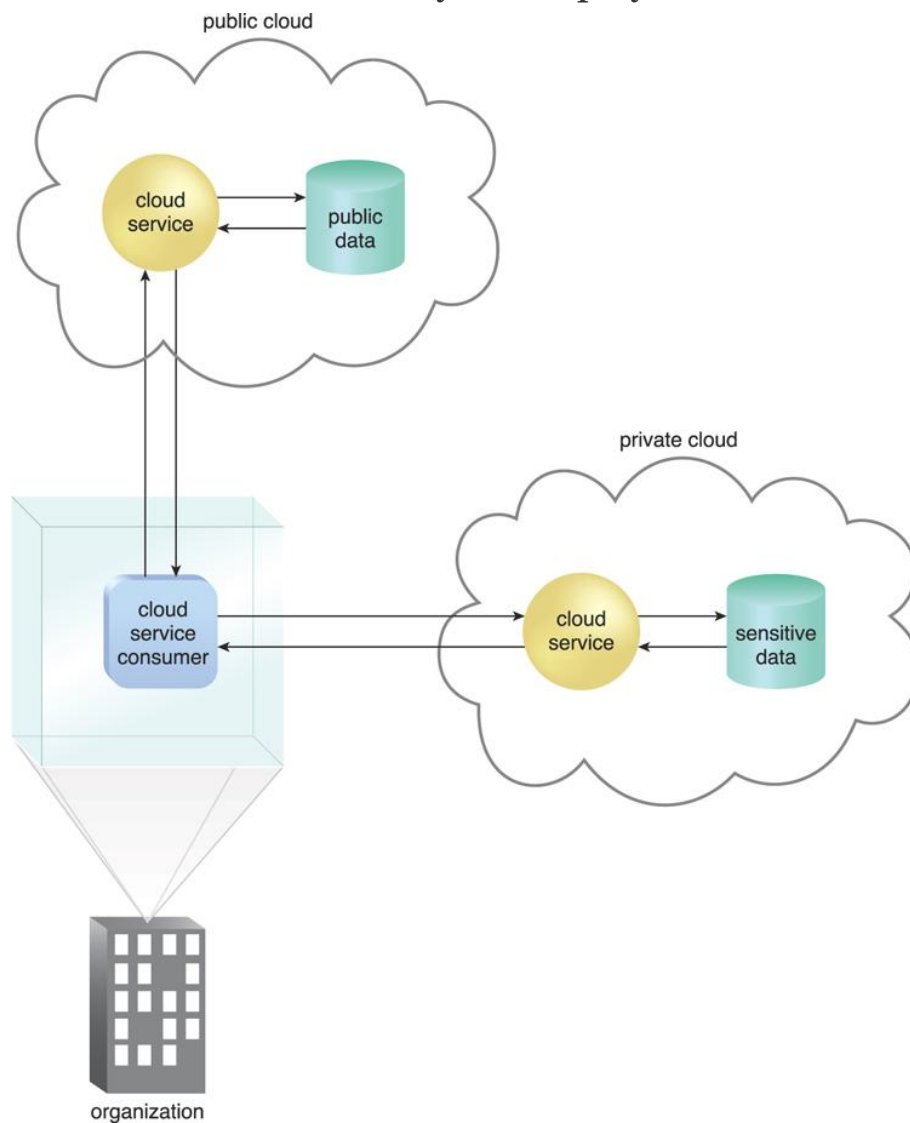 public cloud
cloud
service
public
data
private cloud
cloud
service
consumer
cloud
service
sensitive
data
organization